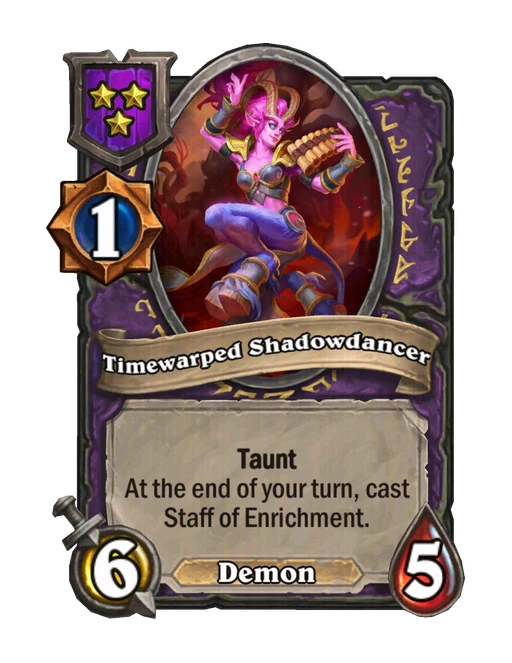 1
Timewarped Shadowdancer
Taunt
At the end of your turn, cast
Staff of Enrichment.
6
Demon
5